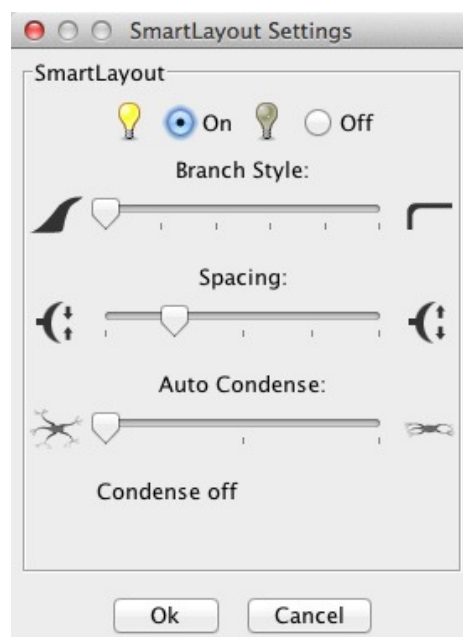 SmartLayout Settings
SmartLayout
On Off
Branch Style:
Spacing:
Auto Condense:
Condense off
Ok Cancel